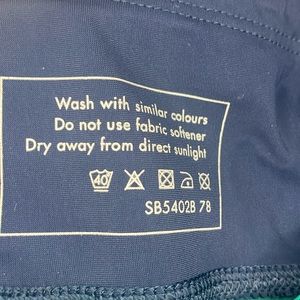 Wash with similar colours
Do not use fabric softener
Dry away from direct sunlight
40
SB5402B 78